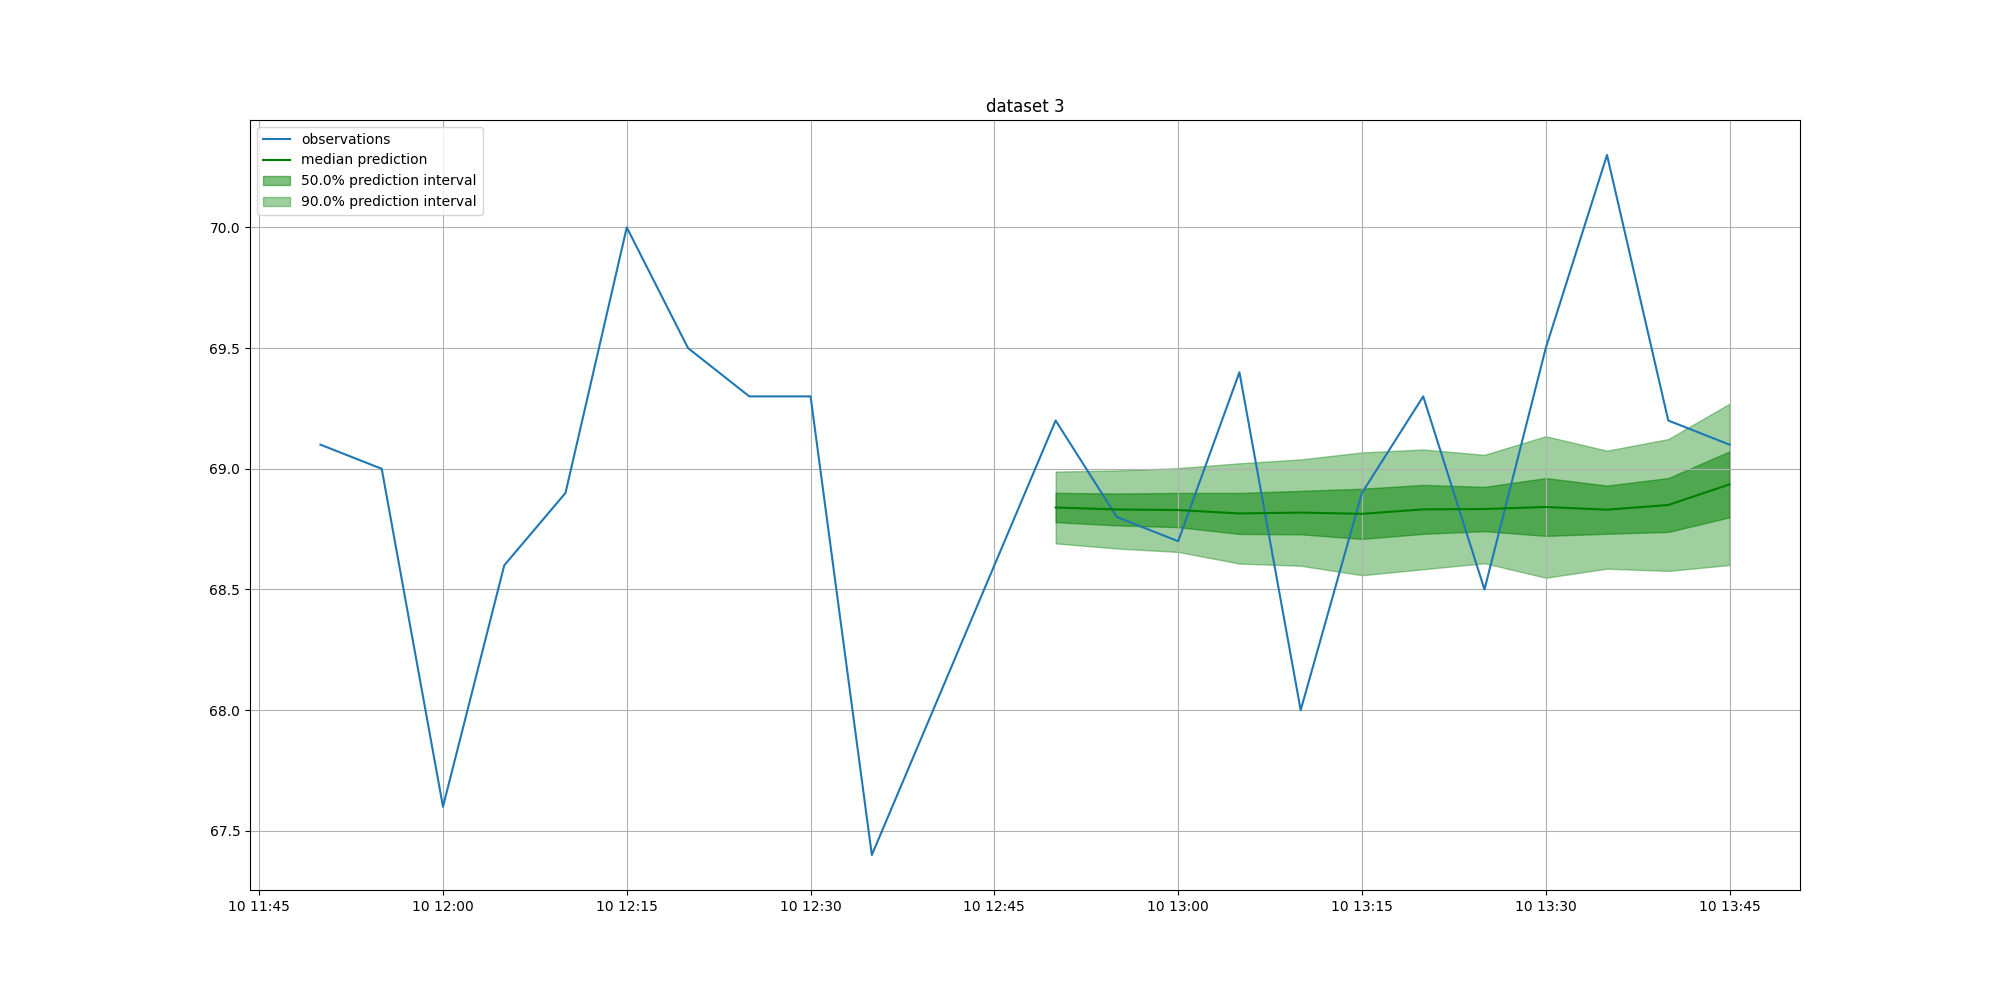 dataset 3
observations
median prediction
50.0% prediction interval
90.0% prediction interval
70.0
69.5
69.0
68.5
68.0
67.5
10 11:45 10 12:00 10 12:15 10 12:30 10 12:45 10 13:00 10 13:15 10 13:30 10 13:45